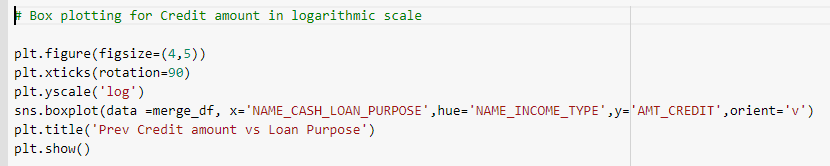 # Box plotting for Credit amount in logarithmic scale
plt.figure(figsize=(4,5))
plt.xticks(rotation=90)
plt.yscale('log')
sns.boxplot(data =merge_df, x='NAME_CASH_LOAN_PURPOSE',hue='NAME_INCOME_TYPE',y='AMT_CREDIT',orient='v')
plt.title('Prev Credit amount vs Loan Purpose')
plt.show()